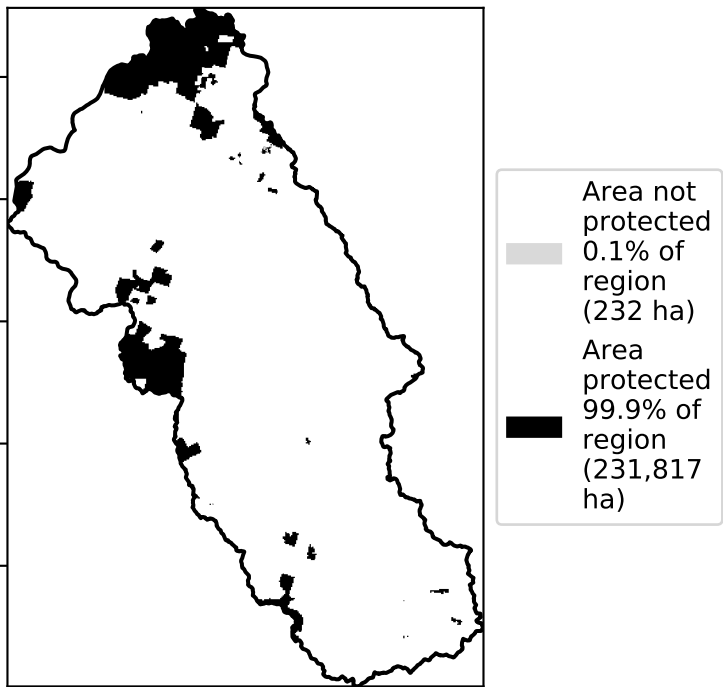 Area not
protected
0.1% of
region
(232 ha)
Area
protected
99.9% of
region
(231,817
ha)